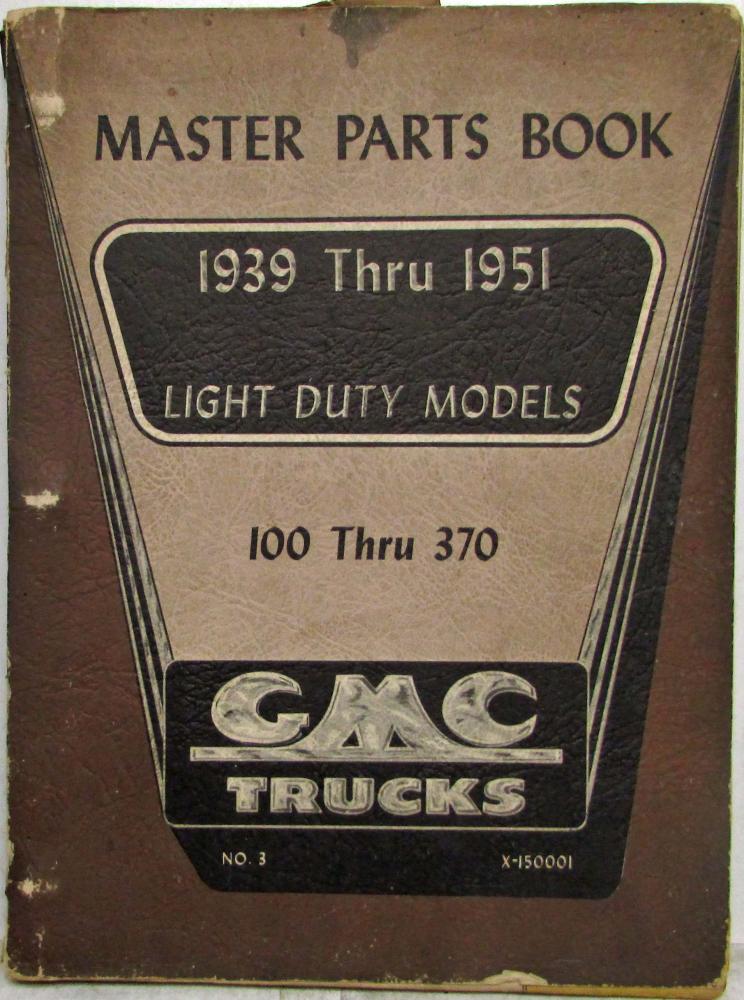 MASTER PARTS BOOK
1939 Thru 1951
LIGHT DUTY MODELS
100 Thru 370
GMC
TRUCKS
NO. 3 X-150001